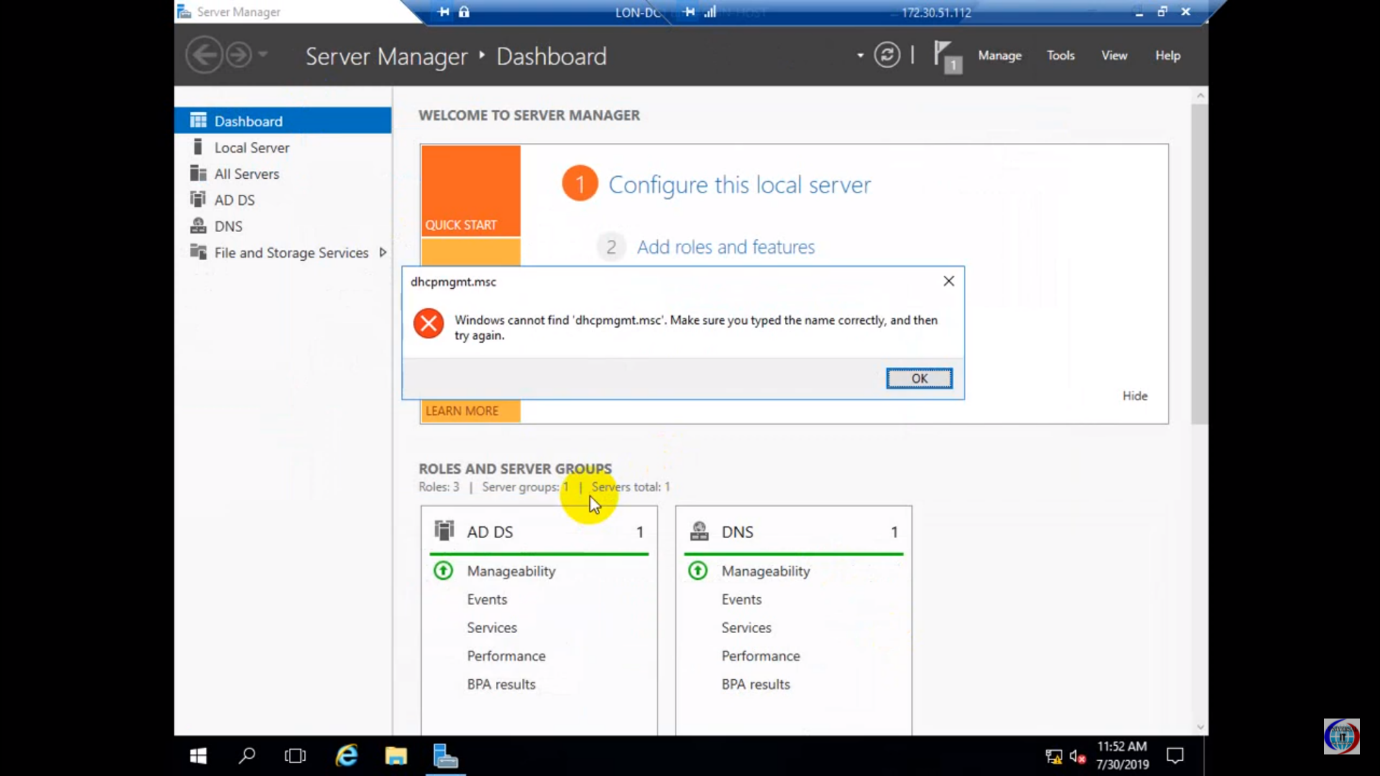 Server Manager
LON-DC
172.30.51.112
Server Manager ‣ Dashboard
1
Manage
Tools
View
Help
Dashboard
Local Server
All Servers
AD DS
DNS
File and Storage Services
WELCOME TO SERVER MANAGER
QUICK START
1 Configure this local server
2 Add roles and features
dhcpmgmt.msc
Windows cannot find 'dhcpmgmt.msc'. Make sure you typed the name correctly, and then
try again.
OK
Hide
LEARN MORE
ROLES AND SERVER GROUPS
Roles: 3 | Server groups: 1 | Servers total: 1
AD DS 1
Manageability
Events
Services
Performance
BPA results
DNS 1
Manageability
Events
Services
Performance
BPA results
11:52 AM
7/30/2019